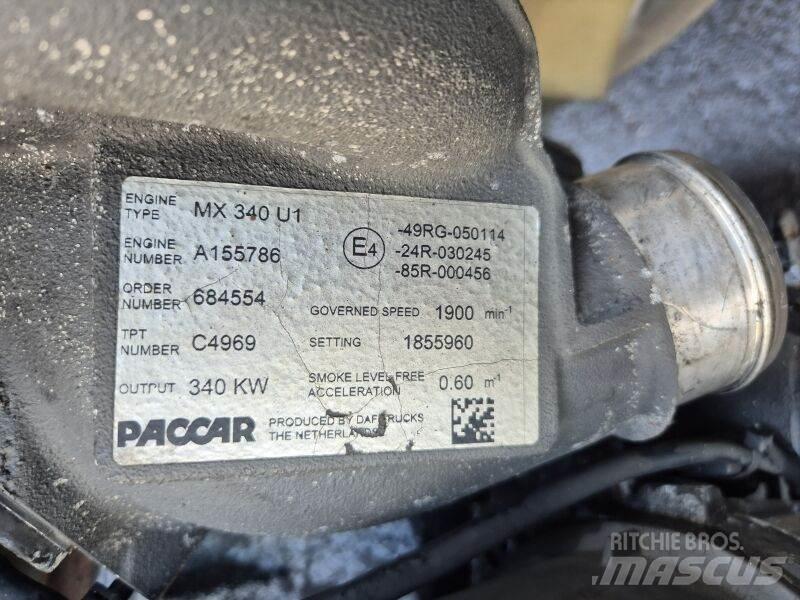 ENGINE TYPE MX 340 U1
ENGINE NUMBER A155786
ORDER NUMBER 684554
TPT NUMBER C4969
OUTPUT 340 KW
PACCAR
E4
-49RG-050114
-24R-030245
-85R-000456
GOVERNED SPEED 1900 min-1
SETTING 1855960
SMOKE LEVEL FREE
ACCELERATION 0.60 m-1
PRODUCED BY DAF TRUCKS
THE NETHERLANDS
RITCHIE BROS.
MASCUS